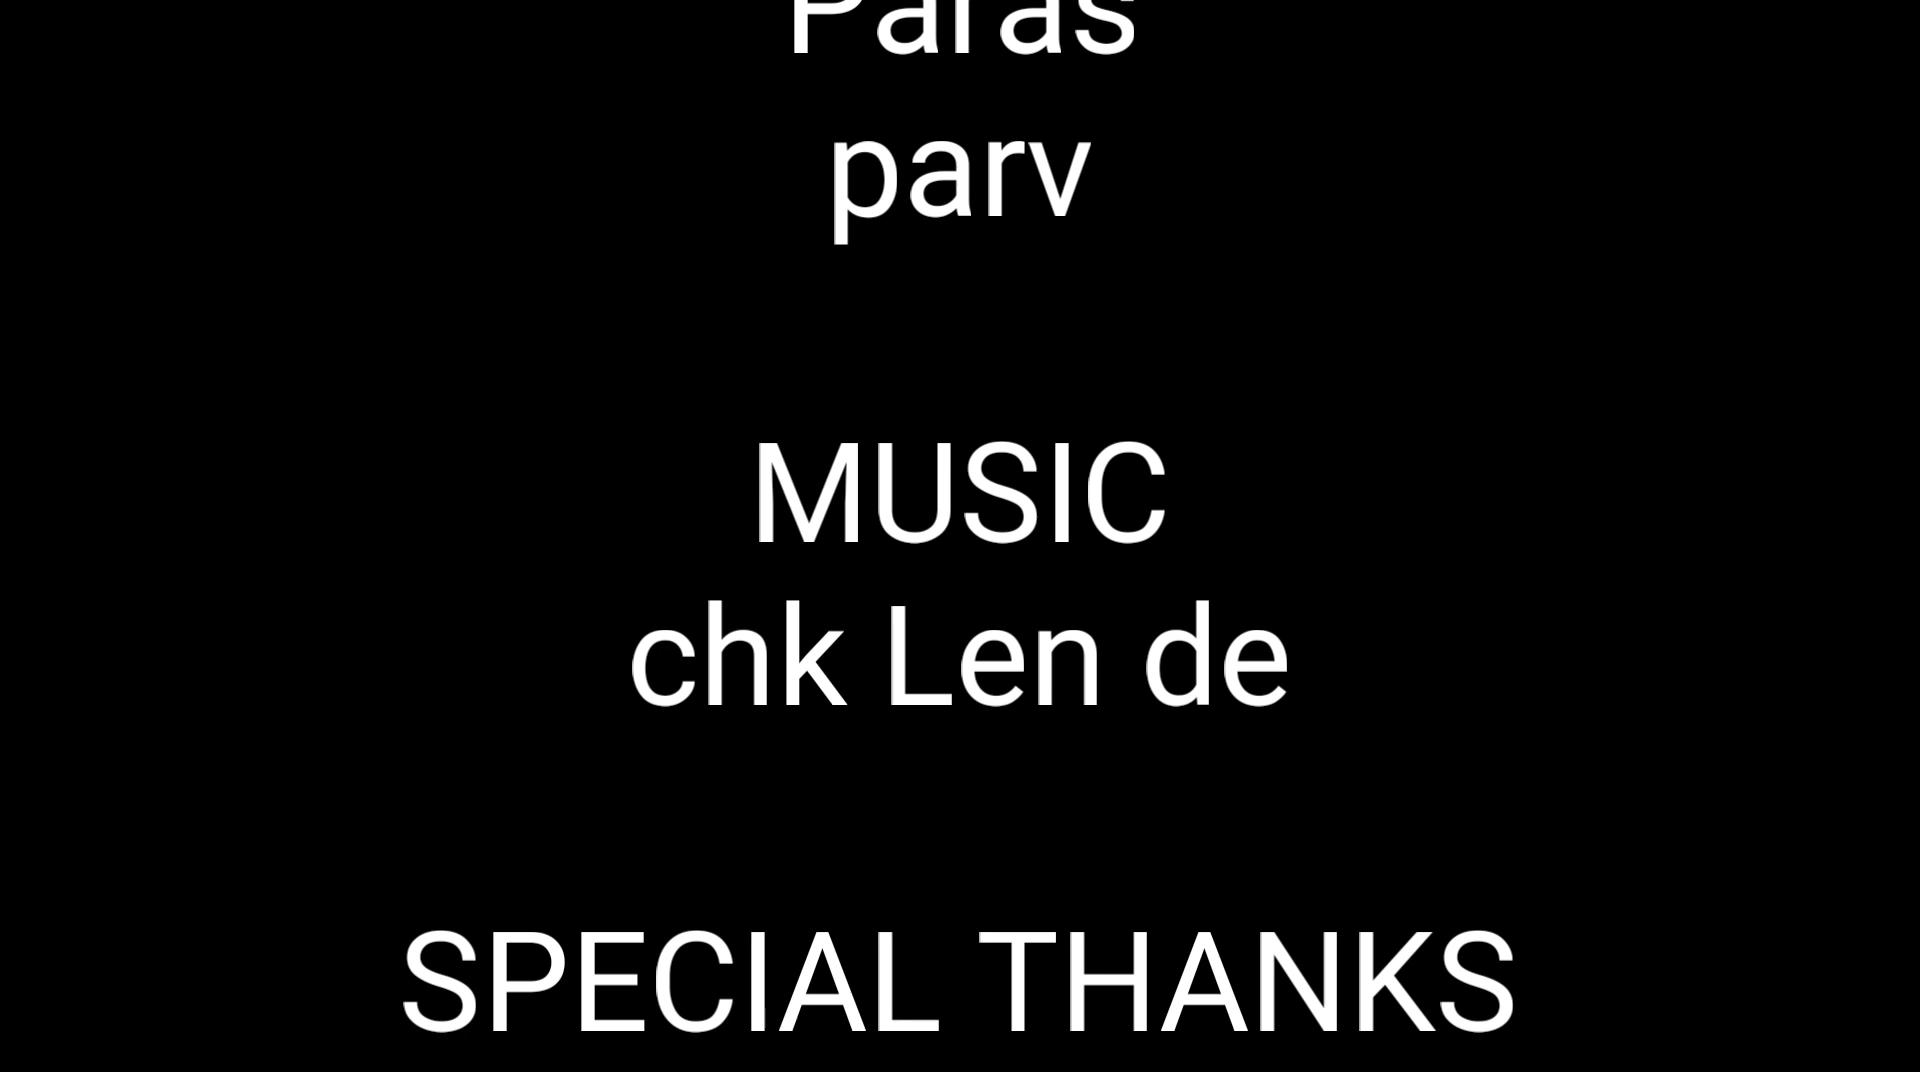 Paras
parv
MUSIC
chk Len de
SPECIAL THANKS